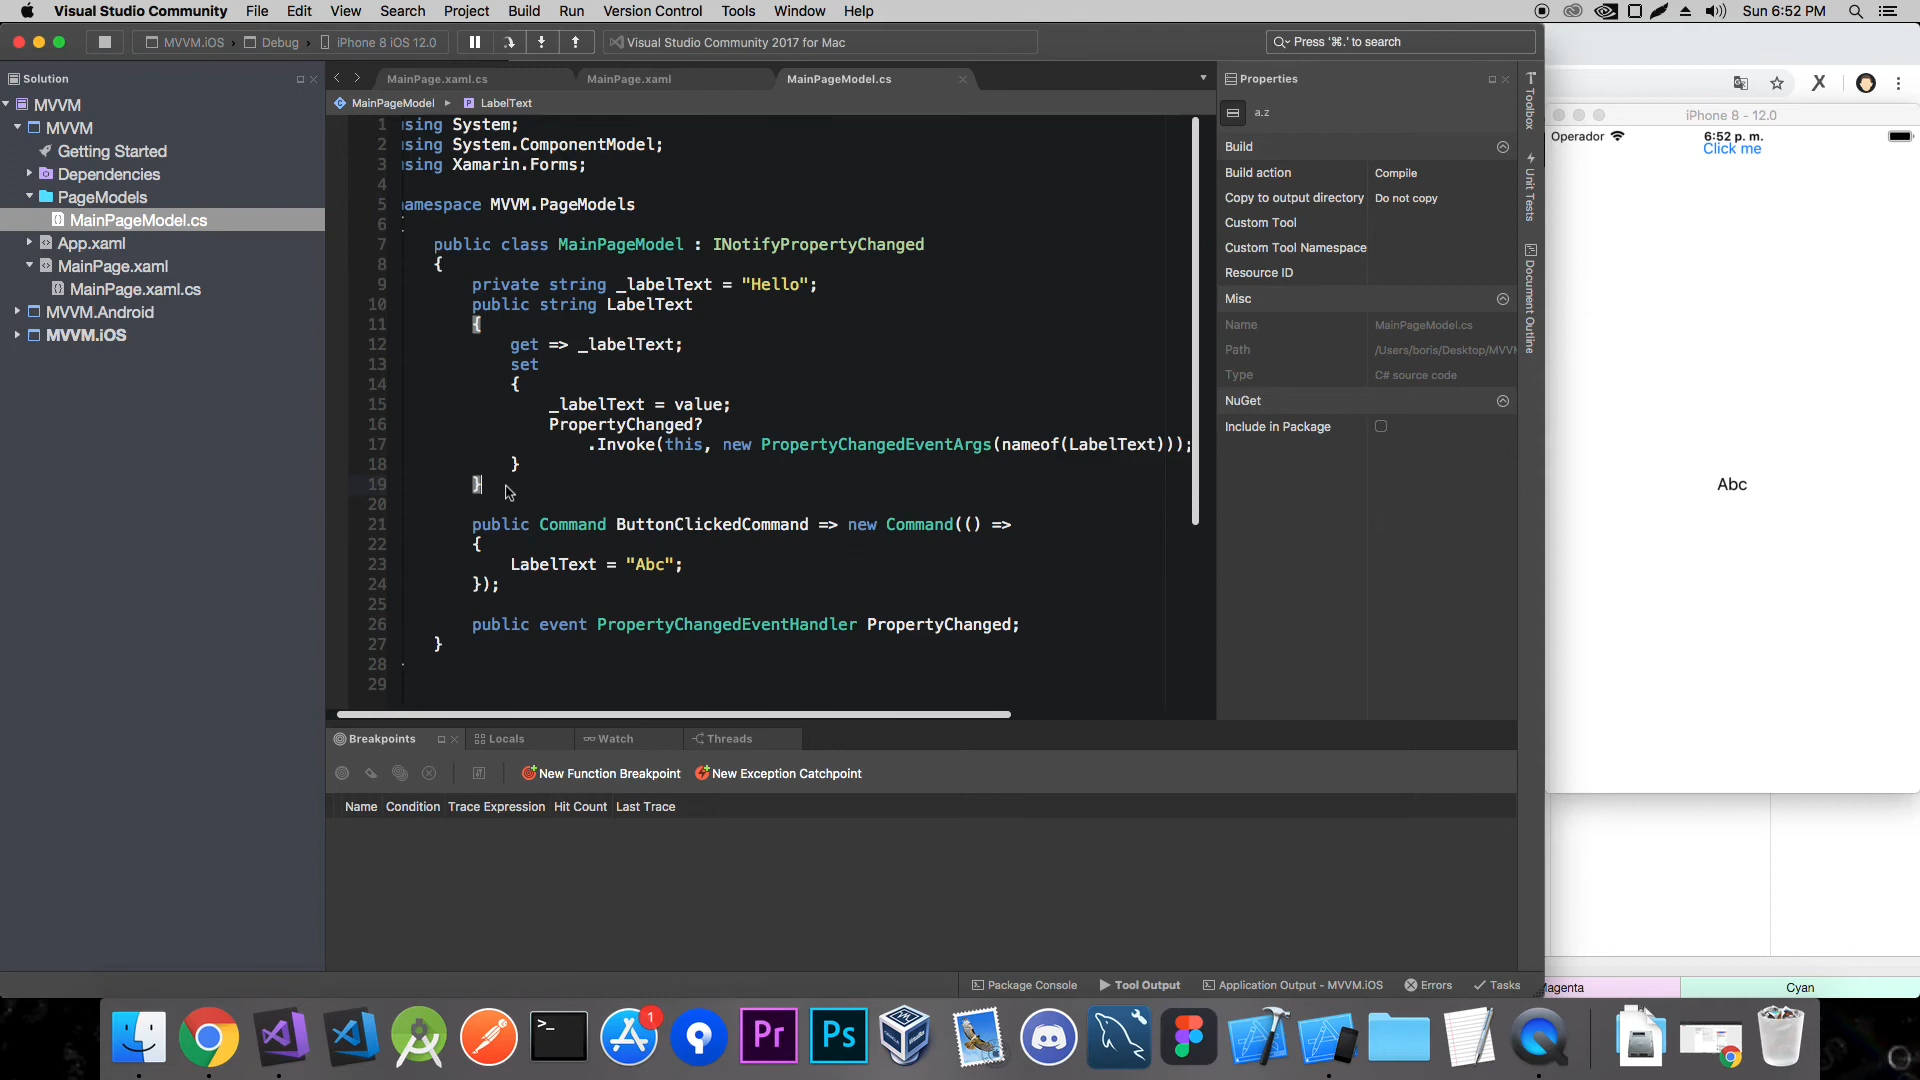 Visual Studio Community File Edit View Search Project Build Run Version Control Tools Window Help Sun 6:52 PM
MVVM.iOS › Debug › iPhone 8 iOS 12.0 Visual Studio Community 2017 for Mac Press '⌘.' to search
Solution
MVVM
MVVM
Getting Started
Dependencies
PageModels
MainPageModel.cs
App.xaml
MainPage.xaml
MainPage.xaml.cs
MVVM.Android
MVVM.iOS
MainPage.xaml.cs MainPage.xaml MainPageModel.cs
MainPageModel LabelText
1 sing System;
2 sing System.ComponentModel;
3 sing Xamarin.Forms;
4
5 amespace MVVM.PageModels
6
7 public class MainPageModel : INotifyPropertyChanged
8 {
9 private string _labelText = "Hello";
10 public string LabelText
11 {
12 get => _labelText;
13 set
14 {
15 _labelText = value;
16 PropertyChanged?
17 .Invoke(this, new PropertyChangedEventArgs(nameof(LabelText)));
18 }
19 }
20
21 public Command ButtonClickedCommand => new Command(() =>
22 {
23 LabelText = "Abc";
24 });
25
26 public event PropertyChangedEventHandler PropertyChanged;
27 }
28
29
Properties
a.z
Build
Build action Compile
Copy to output directory Do not copy
Custom Tool
Custom Tool Namespace
Resource ID
Misc
Name MainPageModel.cs
Path /Users/boris/Desktop/MVVM
Type C# source code
NuGet
Include in Package
Toolbox
Unit Tests
Document Outline
iPhone 8 - 12.0
Operador 6:52 p. m.
Click me
Abc
Breakpoints Locals Watch Threads
New Function Breakpoint New Exception Catchpoint
Name Condition Trace Expression Hit Count Last Trace
Package Console Tool Output Application Output - MVVM.iOS Errors Tasks
agenta Cyan
>_ 1 Pr Ps